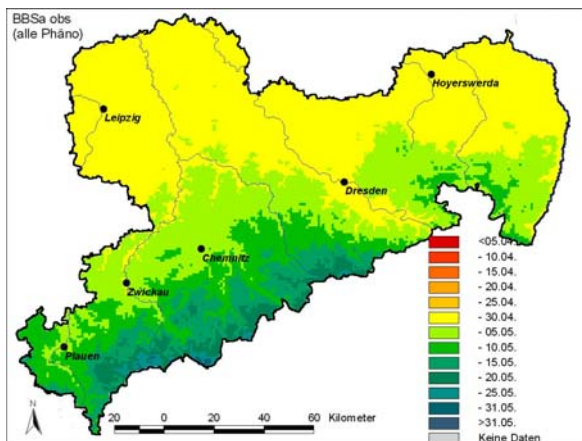 BBSa obs
(alle Phäno)
Hoyerswerda
Leipzig
Dresden
Chemnitz
Zwickau
Plauen
<05.04.
- 10.04.
- 15.04.
- 20.04.
- 25.04.
- 30.04.
- 05.05.
- 10.05.
- 15.05.
- 20.05.
- 25.05.
- 31.05.
>31.05.
Keine Daten
N
20 0 20 40 60 Kilometer